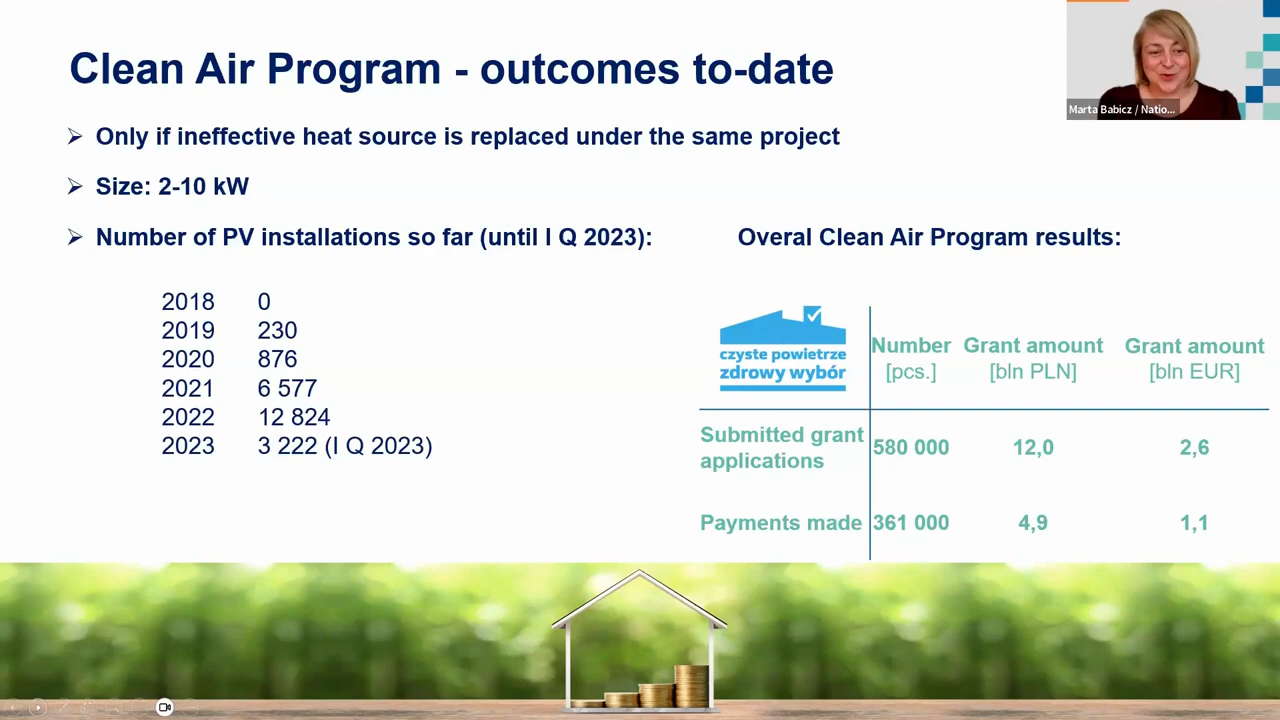 Clean Air Program - outcomes to-date
Marta Babicz / Natio...
Only if ineffective heat source is replaced under the same project
Size: 2-10 kW
Number of PV installations so far (until I Q 2023):
2018 0
2019 230
2020 876
2021 6 577
2022 12 824
2023 3 222 (I Q 2023)
Overal Clean Air Program results:
czyste powietrze
zdrowy wybór
Number Grant amount Grant amount
[pcs.] [bln PLN] [bln EUR]
Submitted grant
applications 580 000 12,0 2,6
Payments made 361 000 4,9 1,1